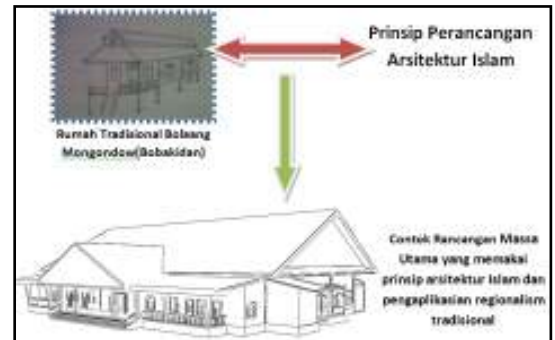 Prinsip Perancangan
Arsitektur Islam
Rumah Tradisional Bolaang
Mongondow(Bobakidan)
Contoh Rancangan Massa
Utama yang memakai
prinsip arsitektur Islam dan
pengaplikasian regionalism
tradisional